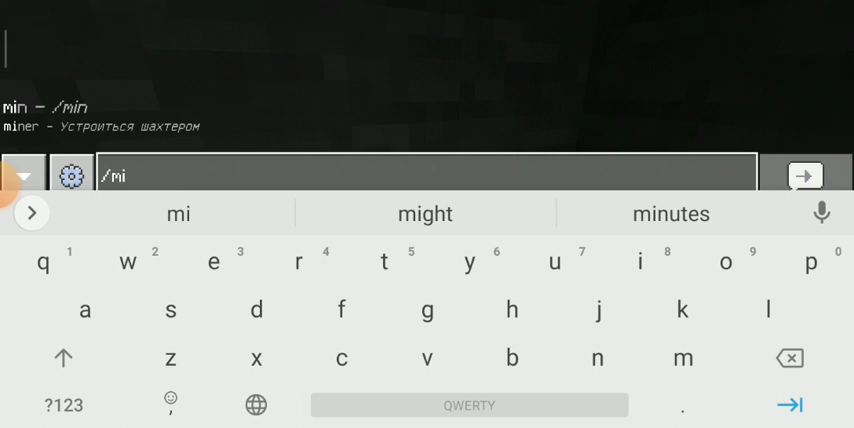 min – /min
miner – Устроиться шахтером
/mi
mi might minutes
q 1 w 2 e 3 r 4 t 5 y 6 u 7 i 8 o 9 p 0
a s d f g h j k l
z x c v b n m
?123 , QWERTY .